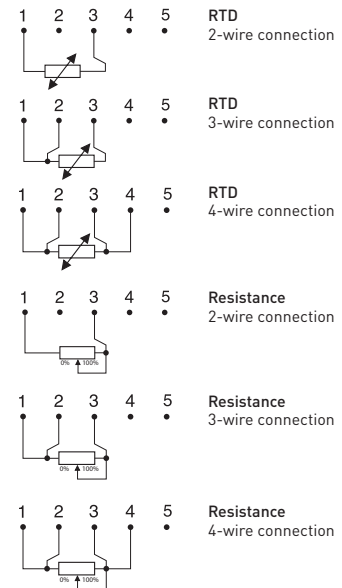 1 2 3 4 5 RTD
2-wire connection
1 2 3 4 5 RTD
3-wire connection
1 2 3 4 5 RTD
4-wire connection
1 2 3 4 5 Resistance
2-wire connection
0% 100%
1 2 3 4 5 Resistance
3-wire connection
0% 100%
1 2 3 4 5 Resistance
4-wire connection
0% 100%